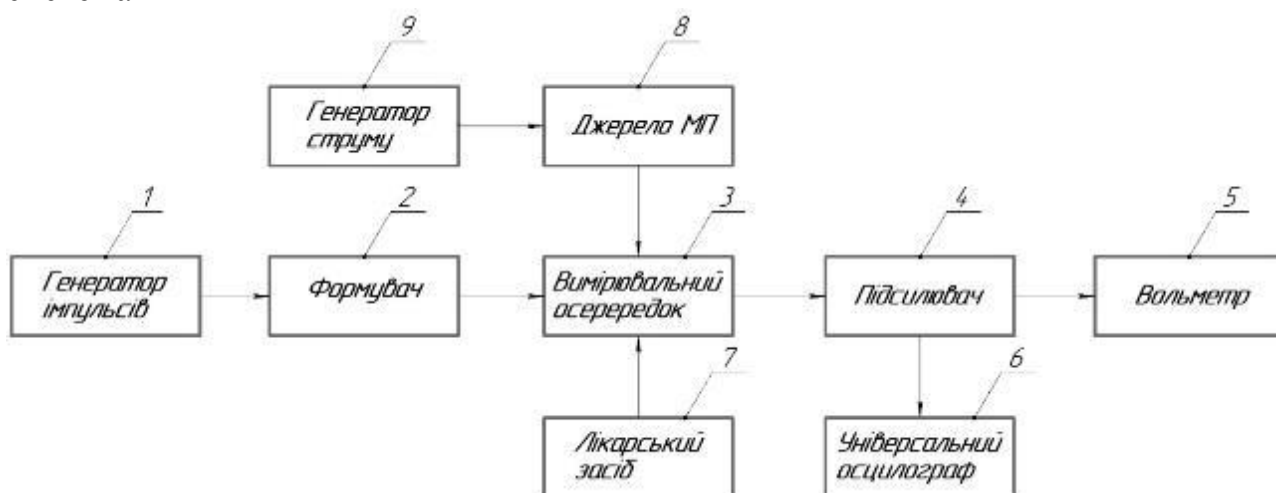 9
8
Генератор
струму
Джерело МП
1
2
3
4
5
Генератор
імпульсів
Формувач
Вимірювальний
осерередок
Підсилювач
Вольметр
7
6
Лікарський
засіб
Універсальний
осцилограф